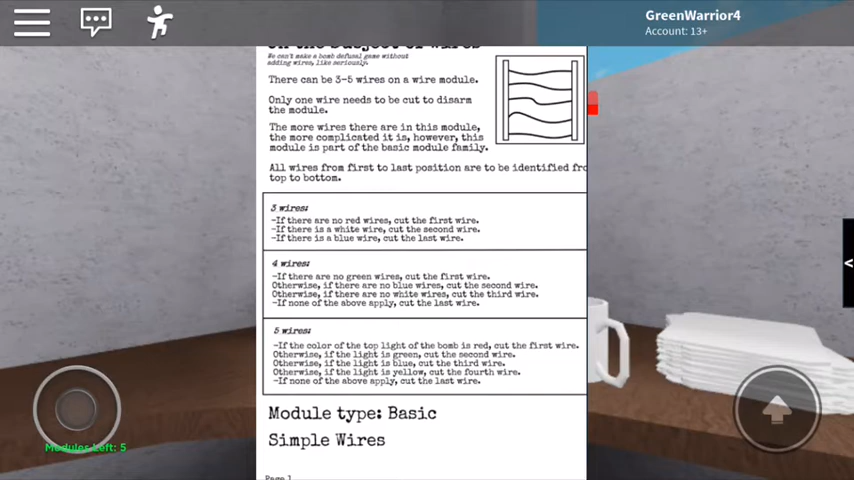 GreenWarrior4
Account: 13+
On the Subject of Wires
We can't make a bomb defusal game without
adding wires, like seriously.
There can be 3-5 wires on a wire module.
Only one wire needs to be cut to disarm
the module.
The more wires there are in this module,
the more complicated it is, however, this
module is part of the basic module family.
All wires from first to last position are to be identified fro
top to bottom.
3 wires:
-If there are no red wires, cut the first wire.
-If there is a white wire, cut the second wire.
-If there is a blue wire, cut the last wire.
4 wires:
-If there are no green wires, cut the first wire.
Otherwise, if there are no blue wires, cut the second wire.
Otherwise, if there are no white wires, cut the third wire.
-If none of the above apply, cut the last wire.
5 wires:
-If the color of the top light of the bomb is red, cut the first wire.
Otherwise, if the light is green, cut the second wire.
Otherwise, if the light is blue, cut the third wire.
Otherwise, if the light is yellow, cut the fourth wire.
-If none of the above apply, cut the last wire.
Module type: Basic
Simple Wires
Modules Left: 5
Page 1